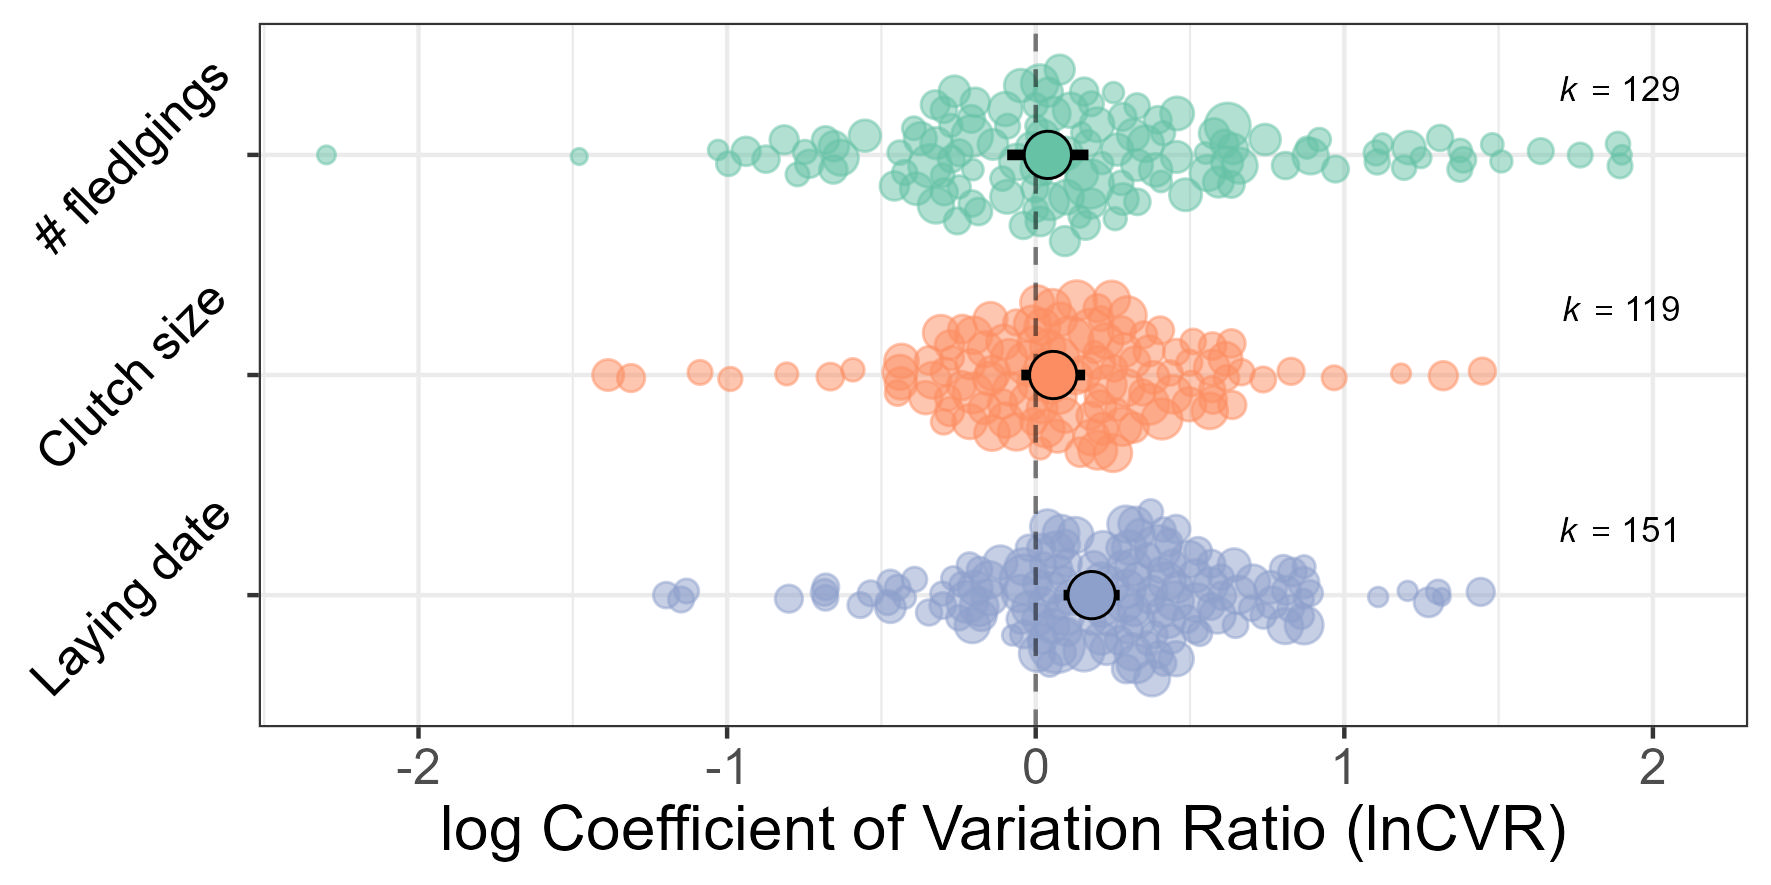 # fledlgings
k = 129
Clutch size
k = 119
Laying date
k = 151
-2 -1 0 1 2
log Coefficient of Variation Ratio (lnCVR)